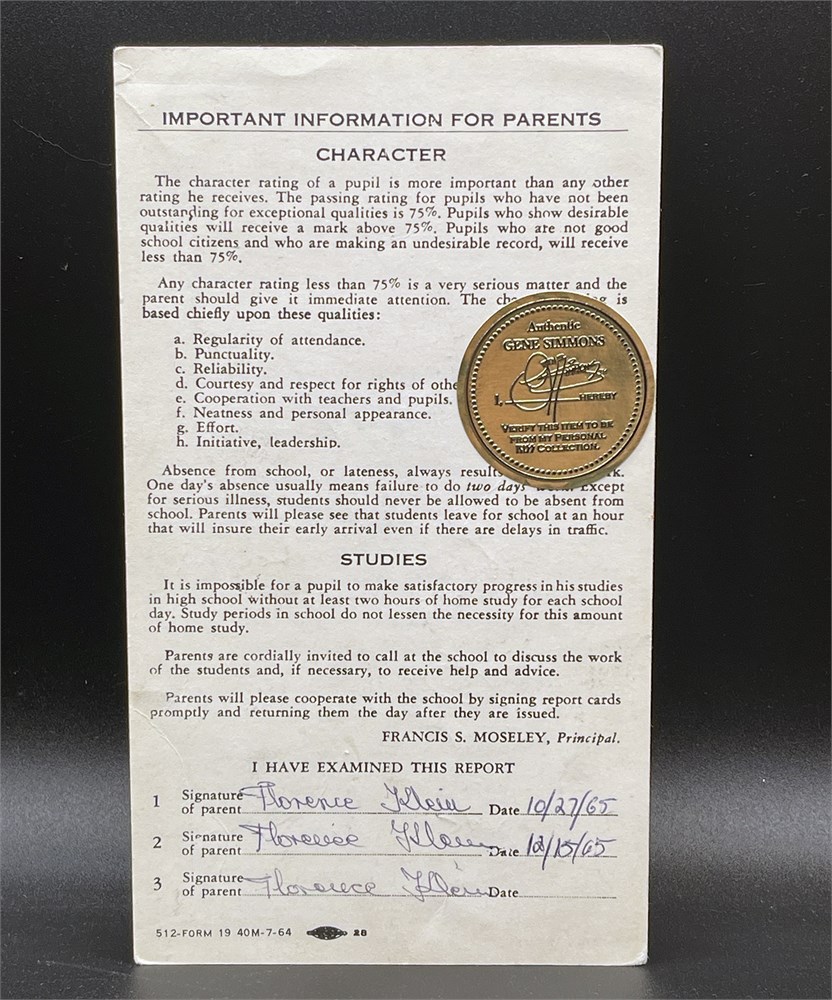 IMPORTANT INFORMATION FOR PARENTS
CHARACTER
The character rating of a pupil is more important than any other
rating he receives. The passing rating for pupils who have not been
outstanding for exceptional qualities is 75%. Pupils who show desirable
qualities will receive a mark above 75%. Pupils who are not good
school citizens and who are making an undesirable record, will receive
less than 75%.
Any character rating less than 75% is a very serious matter and the
parent should give it immediate attention. The is
based chiefly upon these qualities:
a. Regularity of attendance.
b. Punctuality.
c. Reliability.
d. Courtesy and respect for rights of othe
e. Cooperation with teachers and pupils.
f. Neatness and personal appearance.
g. Effort.
h. Initiative, leadership.
Authentic
GENE SIMMONS
I, HEREBY
VERIFY THIS ITEM TO BE
FROM MY PERSONAL
KISS COLLECTION.
Absence from school, or lateness, always results
One day's absence usually means failure to do two days' Except
for serious illness, students should never be allowed to be absent from
school. Parents will please see that students leave for school at an hour
that will insure their early arrival even if there are delays in traffic.
STUDIES
It is impossible for a pupil to make satisfactory progress in his studies
in high school without at least two hours of home study for each school
day. Study periods in school do not lessen the necessity for this amount
of home study.
Parents are cordially invited to call at the school to discuss the work
of the students and, if necessary, to receive help and advice.
Parents will please cooperate with the school by signing report cards
promptly and returning them the day after they are issued.
FRANCIS S. MOSELEY, Principal.
I HAVE EXAMINED THIS REPORT
1 Signature of parent Florence Klein Date 10/27/65
2 Signature of parent Florence Klein Date 12/15/65
3 Signature of parent Florence Klein Date
512-FORM 19 40M-7-64 28